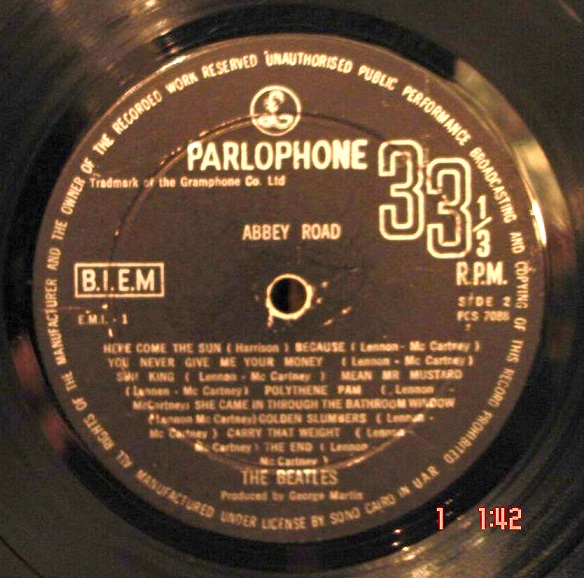 ALL RIGHTS OF THE MANUFACTURER AND THE OWNER OF THE RECORDED WORK RESERVED UNAUTHORISED PUBLIC PERFORMANCE BROADCASTING AND COPYING OF THIS RECORD PROHIBITED
PARLOPHONE
Tradmark of the Gramphone Co. Ltd
33 1/3
ABBEY ROAD
B.I.E.M
R.P.M.
SIDE 2
E.M.I. - 1
PCS 7088
HERE COME THE SUN ( Harrison ) BECAUSE ( Lennon - Mc Cartney )
YOU NEVER GIVE ME YOUR MONEY ( Lennon - Mc Cartney )
SUN KING ( Lennon - Mc Cartney ) MEAN MR MUSTARD
(Lennon - Mc Cartney) POLYTHENE PAM ( Lennon -
McCartney) SHE CAME IN THROUGH THE BATHROOM WINDOW
(Lennon Mc Cartney) GOLDEN SLUMBERS ( Lennon -
Mc Cartney ) CARRY THAT WEIGHT ( Lennon
Mc Cartney ) THE END ( Lennon
Mc Cartney )
THE BEATLES
Produced by George Martin
MANUFACTURED UNDER LICENSE BY SONO CAIRO IN U.A.R
1 1:42